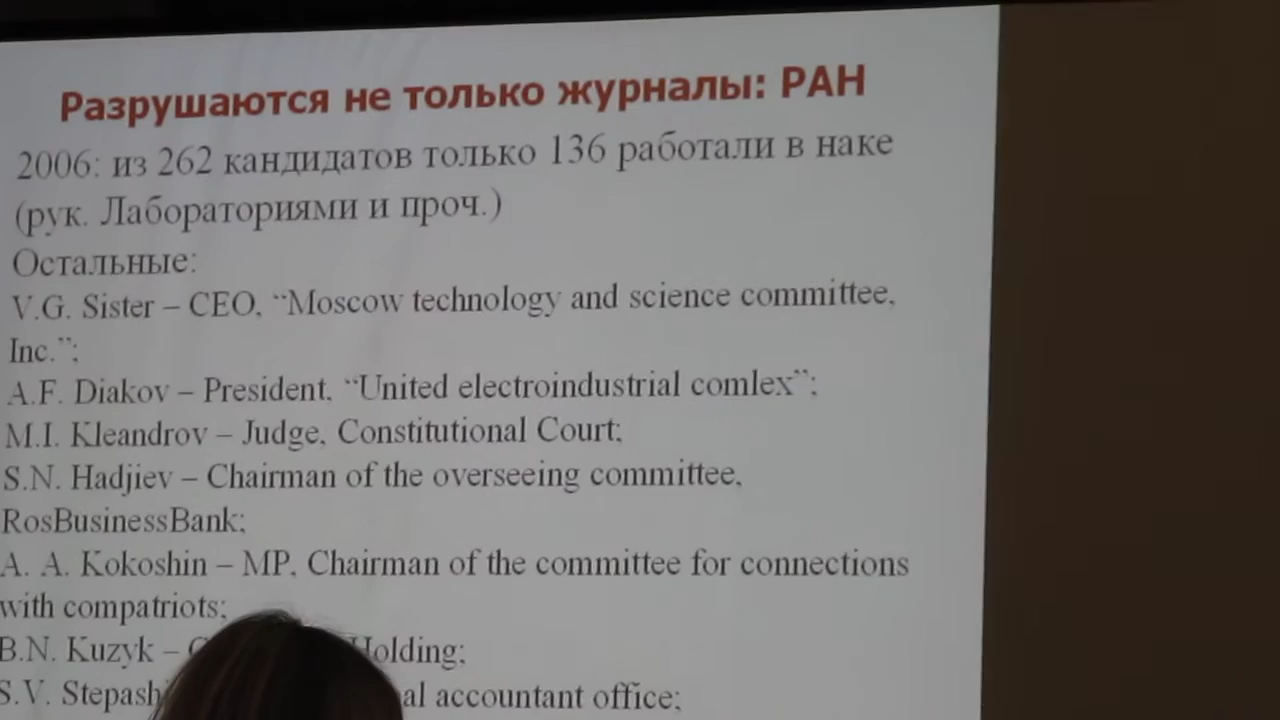 Разрушаются не только журналы: РАН
2006: из 262 кандидатов только 136 работали в наке
(рук. Лабораториями и проч.)
Остальные:
V.G. Sister – CEO, “Moscow technology and science committee,
Inc.”;
A.F. Diakov – President, “United electroindustrial comlex”;
M.I. Kleandrov – Judge, Constitutional Court;
S.N. Hadjiev – Chairman of the overseeing committee,
RosBusinessBank;
A. A. Kokoshin – MP, Chairman of the committee for connections
with compatriots;
B.N. Kuzyk – Holding;
S.V. accountant office;